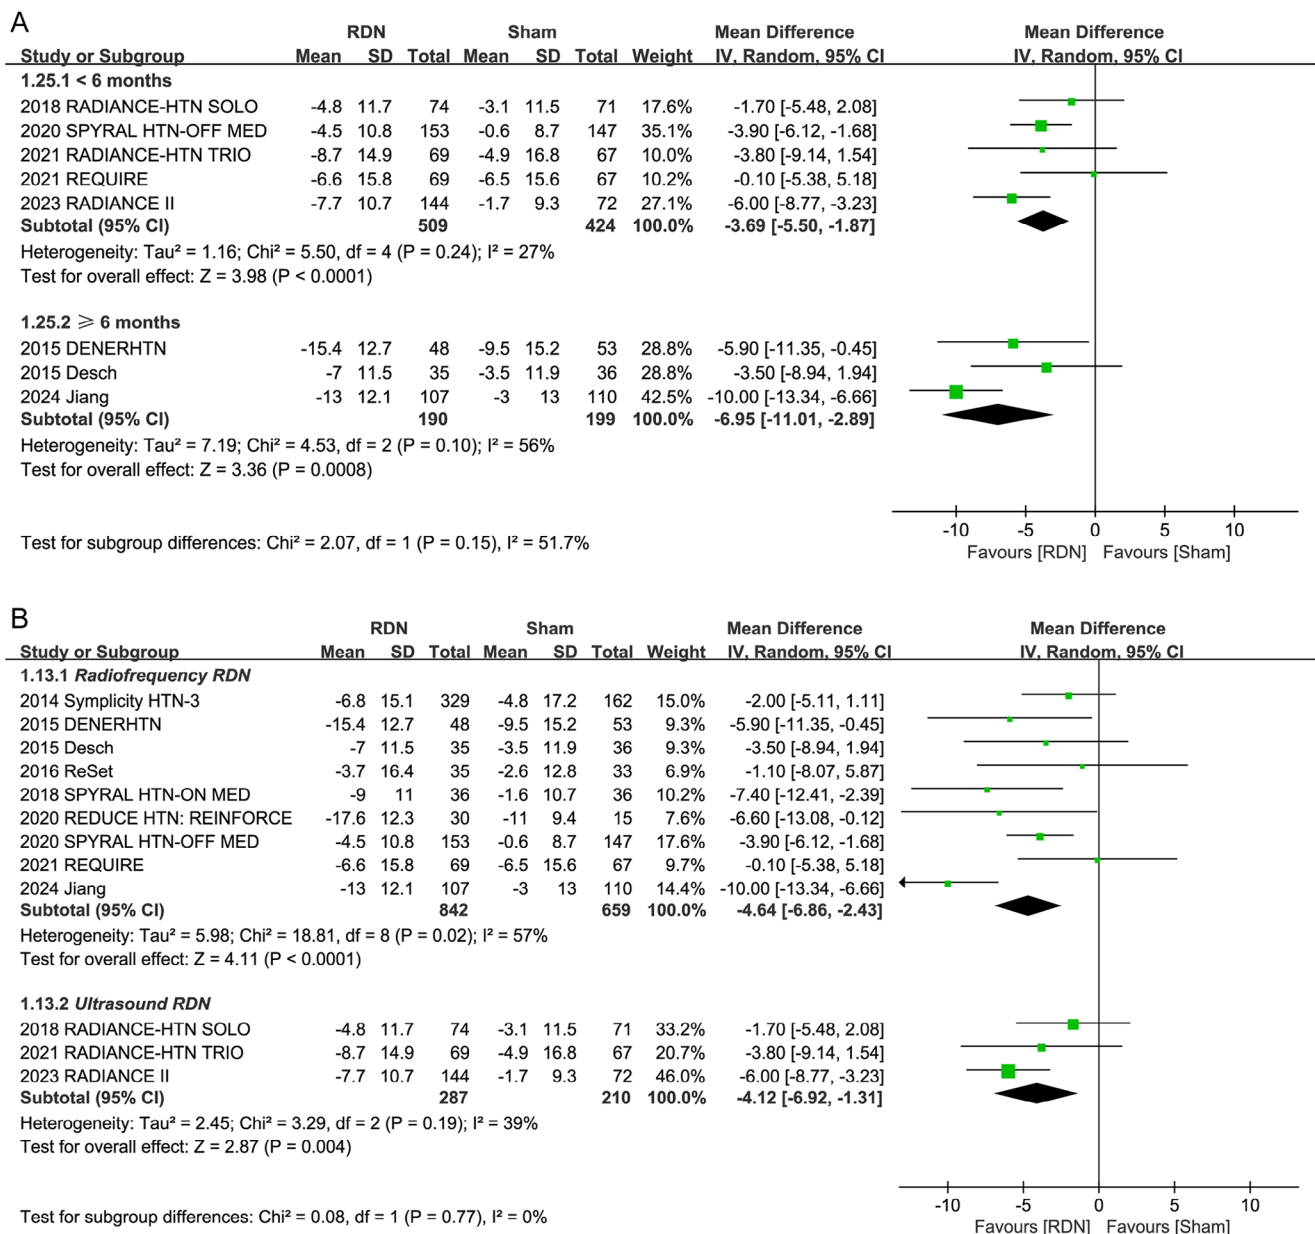 A
RDN Sham Mean Difference Mean Difference
Study or Subgroup Mean SD Total Mean SD Total Weight IV, Random, 95% CI IV, Random, 95% CI
1.25.1 < 6 months
2018 RADIANCE-HTN SOLO -4.8 11.7 74 -3.1 11.5 71 17.6% -1.70 [-5.48, 2.08]
2020 SPYRAL HTN-OFF MED -4.5 10.8 153 -0.6 8.7 147 35.1% -3.90 [-6.12, -1.68]
2021 RADIANCE-HTN TRIO -8.7 14.9 69 -4.9 16.8 67 10.0% -3.80 [-9.14, 1.54]
2021 REQUIRE -6.6 15.8 69 -6.5 15.6 67 10.2% -0.10 [-5.38, 5.18]
2023 RADIANCE II -7.7 10.7 144 -1.7 9.3 72 27.1% -6.00 [-8.77, -3.23]
Subtotal (95% CI) 509 424 100.0% -3.69 [-5.50, -1.87]
Heterogeneity: Tau² = 1.16; Chi² = 5.50, df = 4 (P = 0.24); I² = 27%
Test for overall effect: Z = 3.98 (P < 0.0001)
1.25.2 ⩾ 6 months
2015 DENERHTN -15.4 12.7 48 -9.5 15.2 53 28.8% -5.90 [-11.35, -0.45]
2015 Desch -7 11.5 35 -3.5 11.9 36 28.8% -3.50 [-8.94, 1.94]
2024 Jiang -13 12.1 107 -3 13 110 42.5% -10.00 [-13.34, -6.66]
Subtotal (95% CI) 190 199 100.0% -6.95 [-11.01, -2.89]
Heterogeneity: Tau² = 7.19; Chi² = 4.53, df = 2 (P = 0.10); I² = 56%
Test for overall effect: Z = 3.36 (P = 0.0008)
-10 -5 0 5 10
Test for subgroup differences: Chi² = 2.07, df = 1 (P = 0.15), I² = 51.7%
Favours [RDN] Favours [Sham]
B
RDN Sham Mean Difference Mean Difference
Study or Subgroup Mean SD Total Mean SD Total Weight IV, Random, 95% CI IV, Random, 95% CI
1.13.1 Radiofrequency RDN
2014 Symplicity HTN-3 -6.8 15.1 329 -4.8 17.2 162 15.0% -2.00 [-5.11, 1.11]
2015 DENERHTN -15.4 12.7 48 -9.5 15.2 53 9.3% -5.90 [-11.35, -0.45]
2015 Desch -7 11.5 35 -3.5 11.9 36 9.3% -3.50 [-8.94, 1.94]
2016 ReSet -3.7 16.4 35 -2.6 12.8 33 6.9% -1.10 [-8.07, 5.87]
2018 SPYRAL HTN-ON MED -9 11 36 -1.6 10.7 36 10.2% -7.40 [-12.41, -2.39]
2020 REDUCE HTN: REINFORCE -17.6 12.3 30 -11 9.4 15 7.6% -6.60 [-13.08, -0.12]
2020 SPYRAL HTN-OFF MED -4.5 10.8 153 -0.6 8.7 147 17.6% -3.90 [-6.12, -1.68]
2021 REQUIRE -6.6 15.8 69 -6.5 15.6 67 9.7% -0.10 [-5.38, 5.18]
2024 Jiang -13 12.1 107 -3 13 110 14.4% -10.00 [-13.34, -6.66]
Subtotal (95% CI) 842 659 100.0% -4.64 [-6.86, -2.43]
Heterogeneity: Tau² = 5.98; Chi² = 18.81, df = 8 (P = 0.02); I² = 57%
Test for overall effect: Z = 4.11 (P < 0.0001)
1.13.2 Ultrasound RDN
2018 RADIANCE-HTN SOLO -4.8 11.7 74 -3.1 11.5 71 33.2% -1.70 [-5.48, 2.08]
2021 RADIANCE-HTN TRIO -8.7 14.9 69 -4.9 16.8 67 20.7% -3.80 [-9.14, 1.54]
2023 RADIANCE II -7.7 10.7 144 -1.7 9.3 72 46.0% -6.00 [-8.77, -3.23]
Subtotal (95% CI) 287 210 100.0% -4.12 [-6.92, -1.31]
Heterogeneity: Tau² = 2.45; Chi² = 3.29, df = 2 (P = 0.19); I² = 39%
Test for overall effect: Z = 2.87 (P = 0.004)
-10 -5 0 5 10
Test for subgroup differences: Chi² = 0.08, df = 1 (P = 0.77), I² = 0%
Favours [RDN] Favours [Sham]